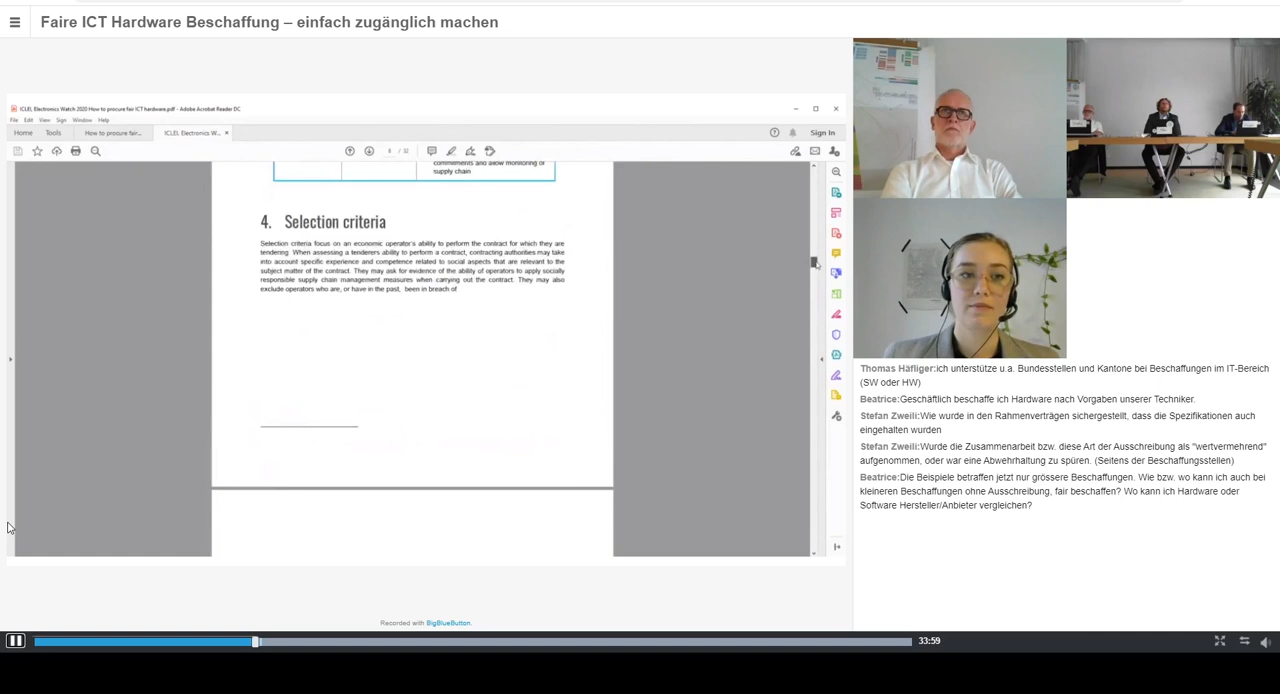 Faire ICT Hardware Beschaffung – einfach zugänglich machen
ICLEI, Electronics Watch 2020 How to procure fair ICT hardware.pdf - Adobe Acrobat Reader DC
File Edit View Sign Window Help
Home Tools How to procure fair... ICLEI, Electronics W... × Sign In
8 / 32
commitments and allow monitoring of
supply chain
4. Selection criteria
Selection criteria focus on an economic operator's ability to perform the contract for which they are
tendering. When assessing a tenderers ability to perform a contract, contracting authorities may take
into account specific experience and competence related to social aspects that are relevant to the
subject matter of the contract. They may ask for evidence of the ability of operators to apply socially
responsible supply chain management measures when carrying out the contract. They may also
exclude operators who are, or have in the past, been in breach of
Thomas Häfliger:ich unterstütze u.a. Bundesstellen und Kantone bei Beschaffungen im IT-Bereich
(SW oder HW)
Beatrice:Geschäftlich beschaffe ich Hardware nach Vorgaben unserer Techniker.
Stefan Zweili:Wie wurde in den Rahmenverträgen sichergestellt, dass die Spezifikationen auch
eingehalten wurden
Stefan Zweili:Wurde die Zusammenarbeit bzw. diese Art der Ausschreibung als "wertvermehrend"
aufgenommen, oder war eine Abwehrhaltung zu spüren. (Seitens der Beschaffungsstellen)
Beatrice:Die Beispiele betraffen jetzt nur grössere Beschaffungen. Wie bzw. wo kann ich auch bei
kleineren Beschaffungen ohne Ausschreibung, fair beschaffen? Wo kann ich Hardware oder
Software Hersteller/Anbieter vergleichen?
Recorded with BigBlueButton.
33:59